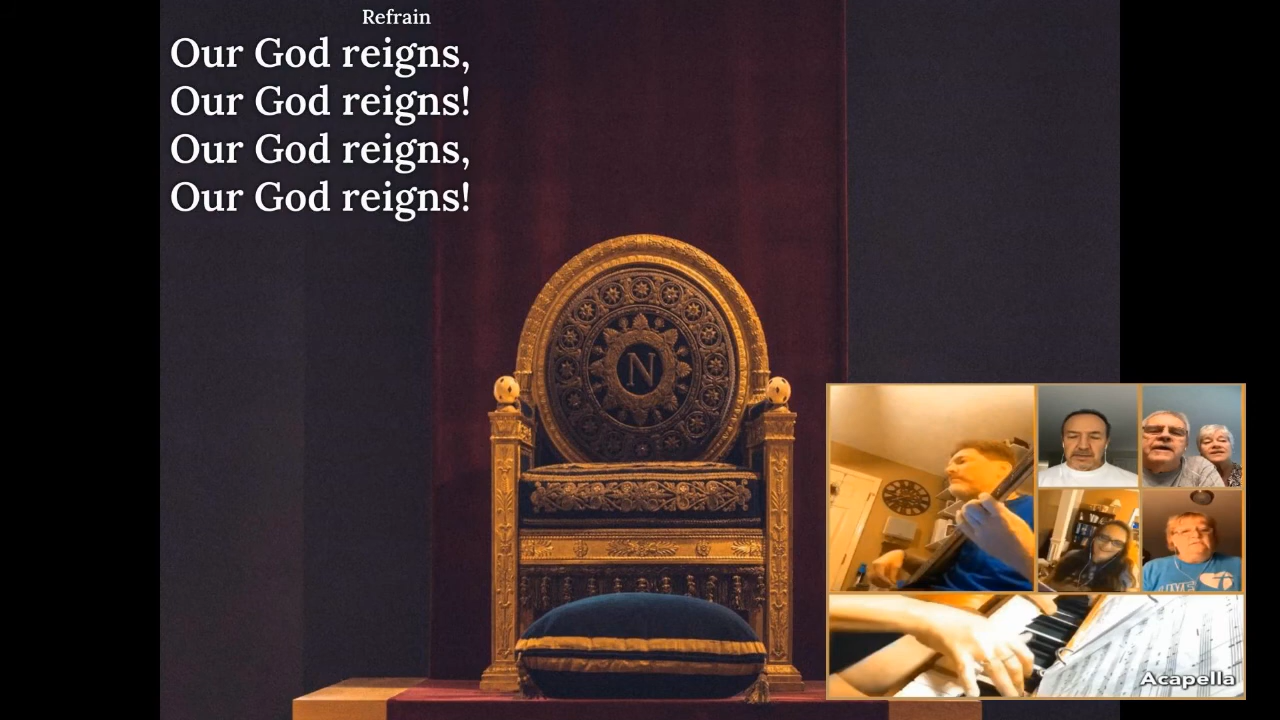 Refrain
Our God reigns,
Our God reigns!
Our God reigns,
Our God reigns!
N
Acapella